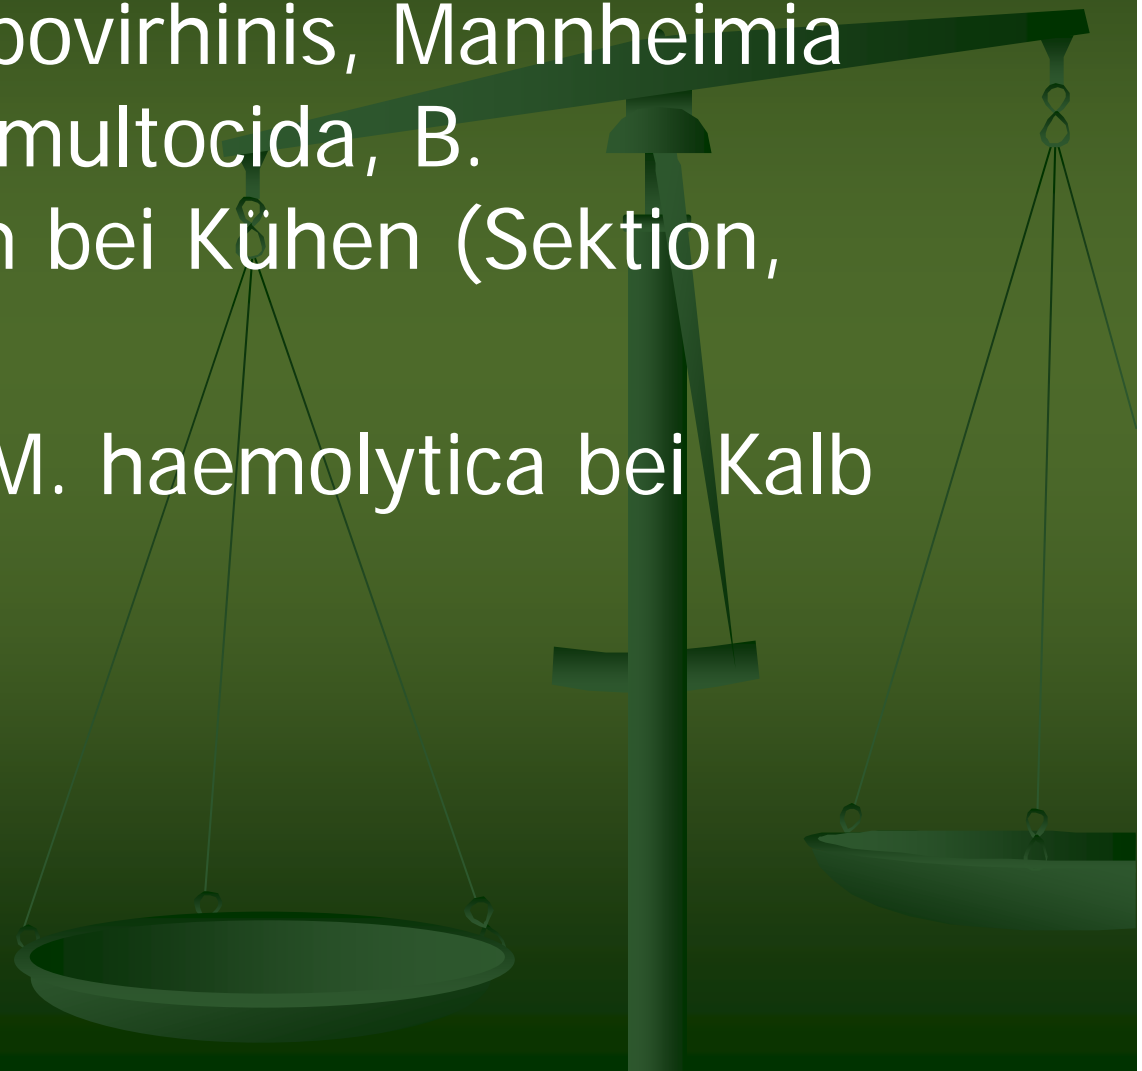 bovirhinis, Mannheimia
multocida, B.
bei Kühen (Sektion,
M. haemolytica bei Kalb